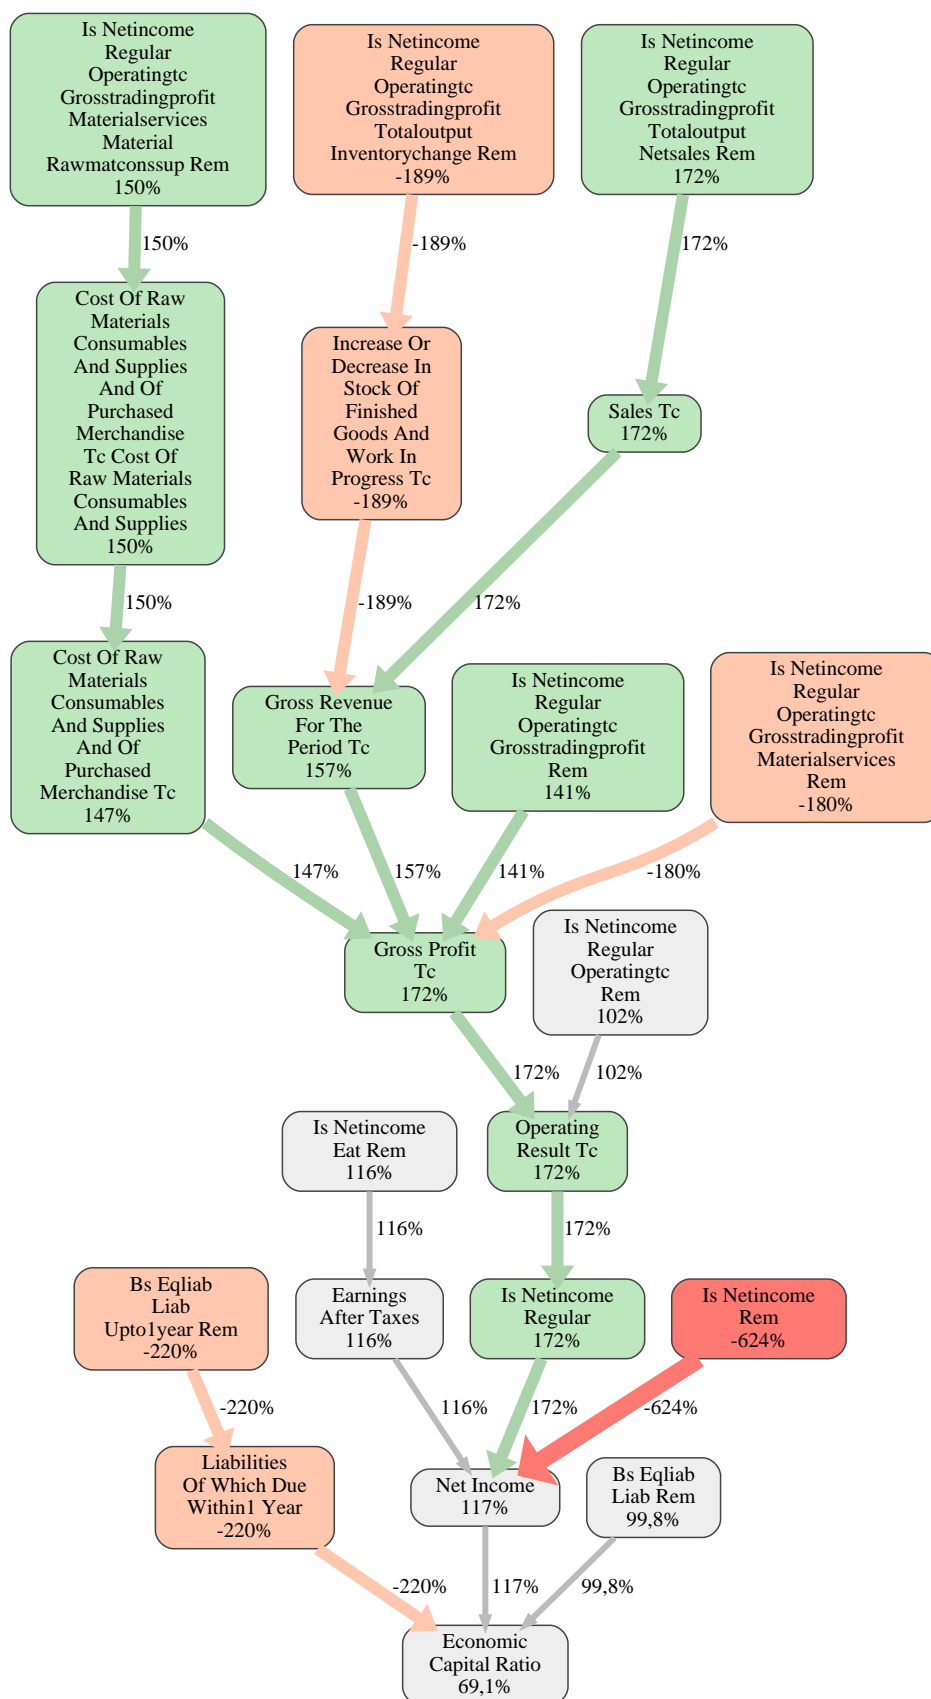 Is Netincome
Regular
Operatingtc
Grosstradingprofit
Materialservices
Material
Rawmatconssup Rem
150%
Is Netincome
Regular
Operatingtc
Grosstradingprofit
Totaloutput
Inventorychange Rem
-189%
Is Netincome
Regular
Operatingtc
Grosstradingprofit
Totaloutput
Netsales Rem
172%
150%
-189%
172%
Cost Of Raw
Materials
Consumables
And Supplies
And Of
Purchased
Merchandise
Tc Cost Of
Raw Materials
Consumables
And Supplies
150%
Increase Or
Decrease In
Stock Of
Finished
Goods And
Work In
Progress Tc
-189%
Sales Tc
172%
150%
-189%
172%
Cost Of Raw
Materials
Consumables
And Supplies
And Of
Purchased
Merchandise Tc
147%
Gross Revenue
For The
Period Tc
157%
Is Netincome
Regular
Operatingtc
Grosstradingprofit
Rem
141%
Is Netincome
Regular
Operatingtc
Grosstradingprofit
Materialservices
Rem
-180%
147%
157%
141%
-180%
Gross Profit
Tc
172%
Is Netincome
Regular
Operatingtc
Rem
102%
172%
102%
Is Netincome
Eat Rem
116%
Operating
Result Tc
172%
116%
172%
Bs Eqliab
Liab
Upto1year Rem
-220%
Earnings
After Taxes
116%
Is Netincome
Regular
172%
Is Netincome
Rem
-624%
-220%
116%
172%
-624%
Liabilities
Of Which Due
Within1 Year
-220%
Net Income
117%
Bs Eqliab
Liab Rem
99,8%
-220%
117%
99,8%
Economic
Capital Ratio
69,1%